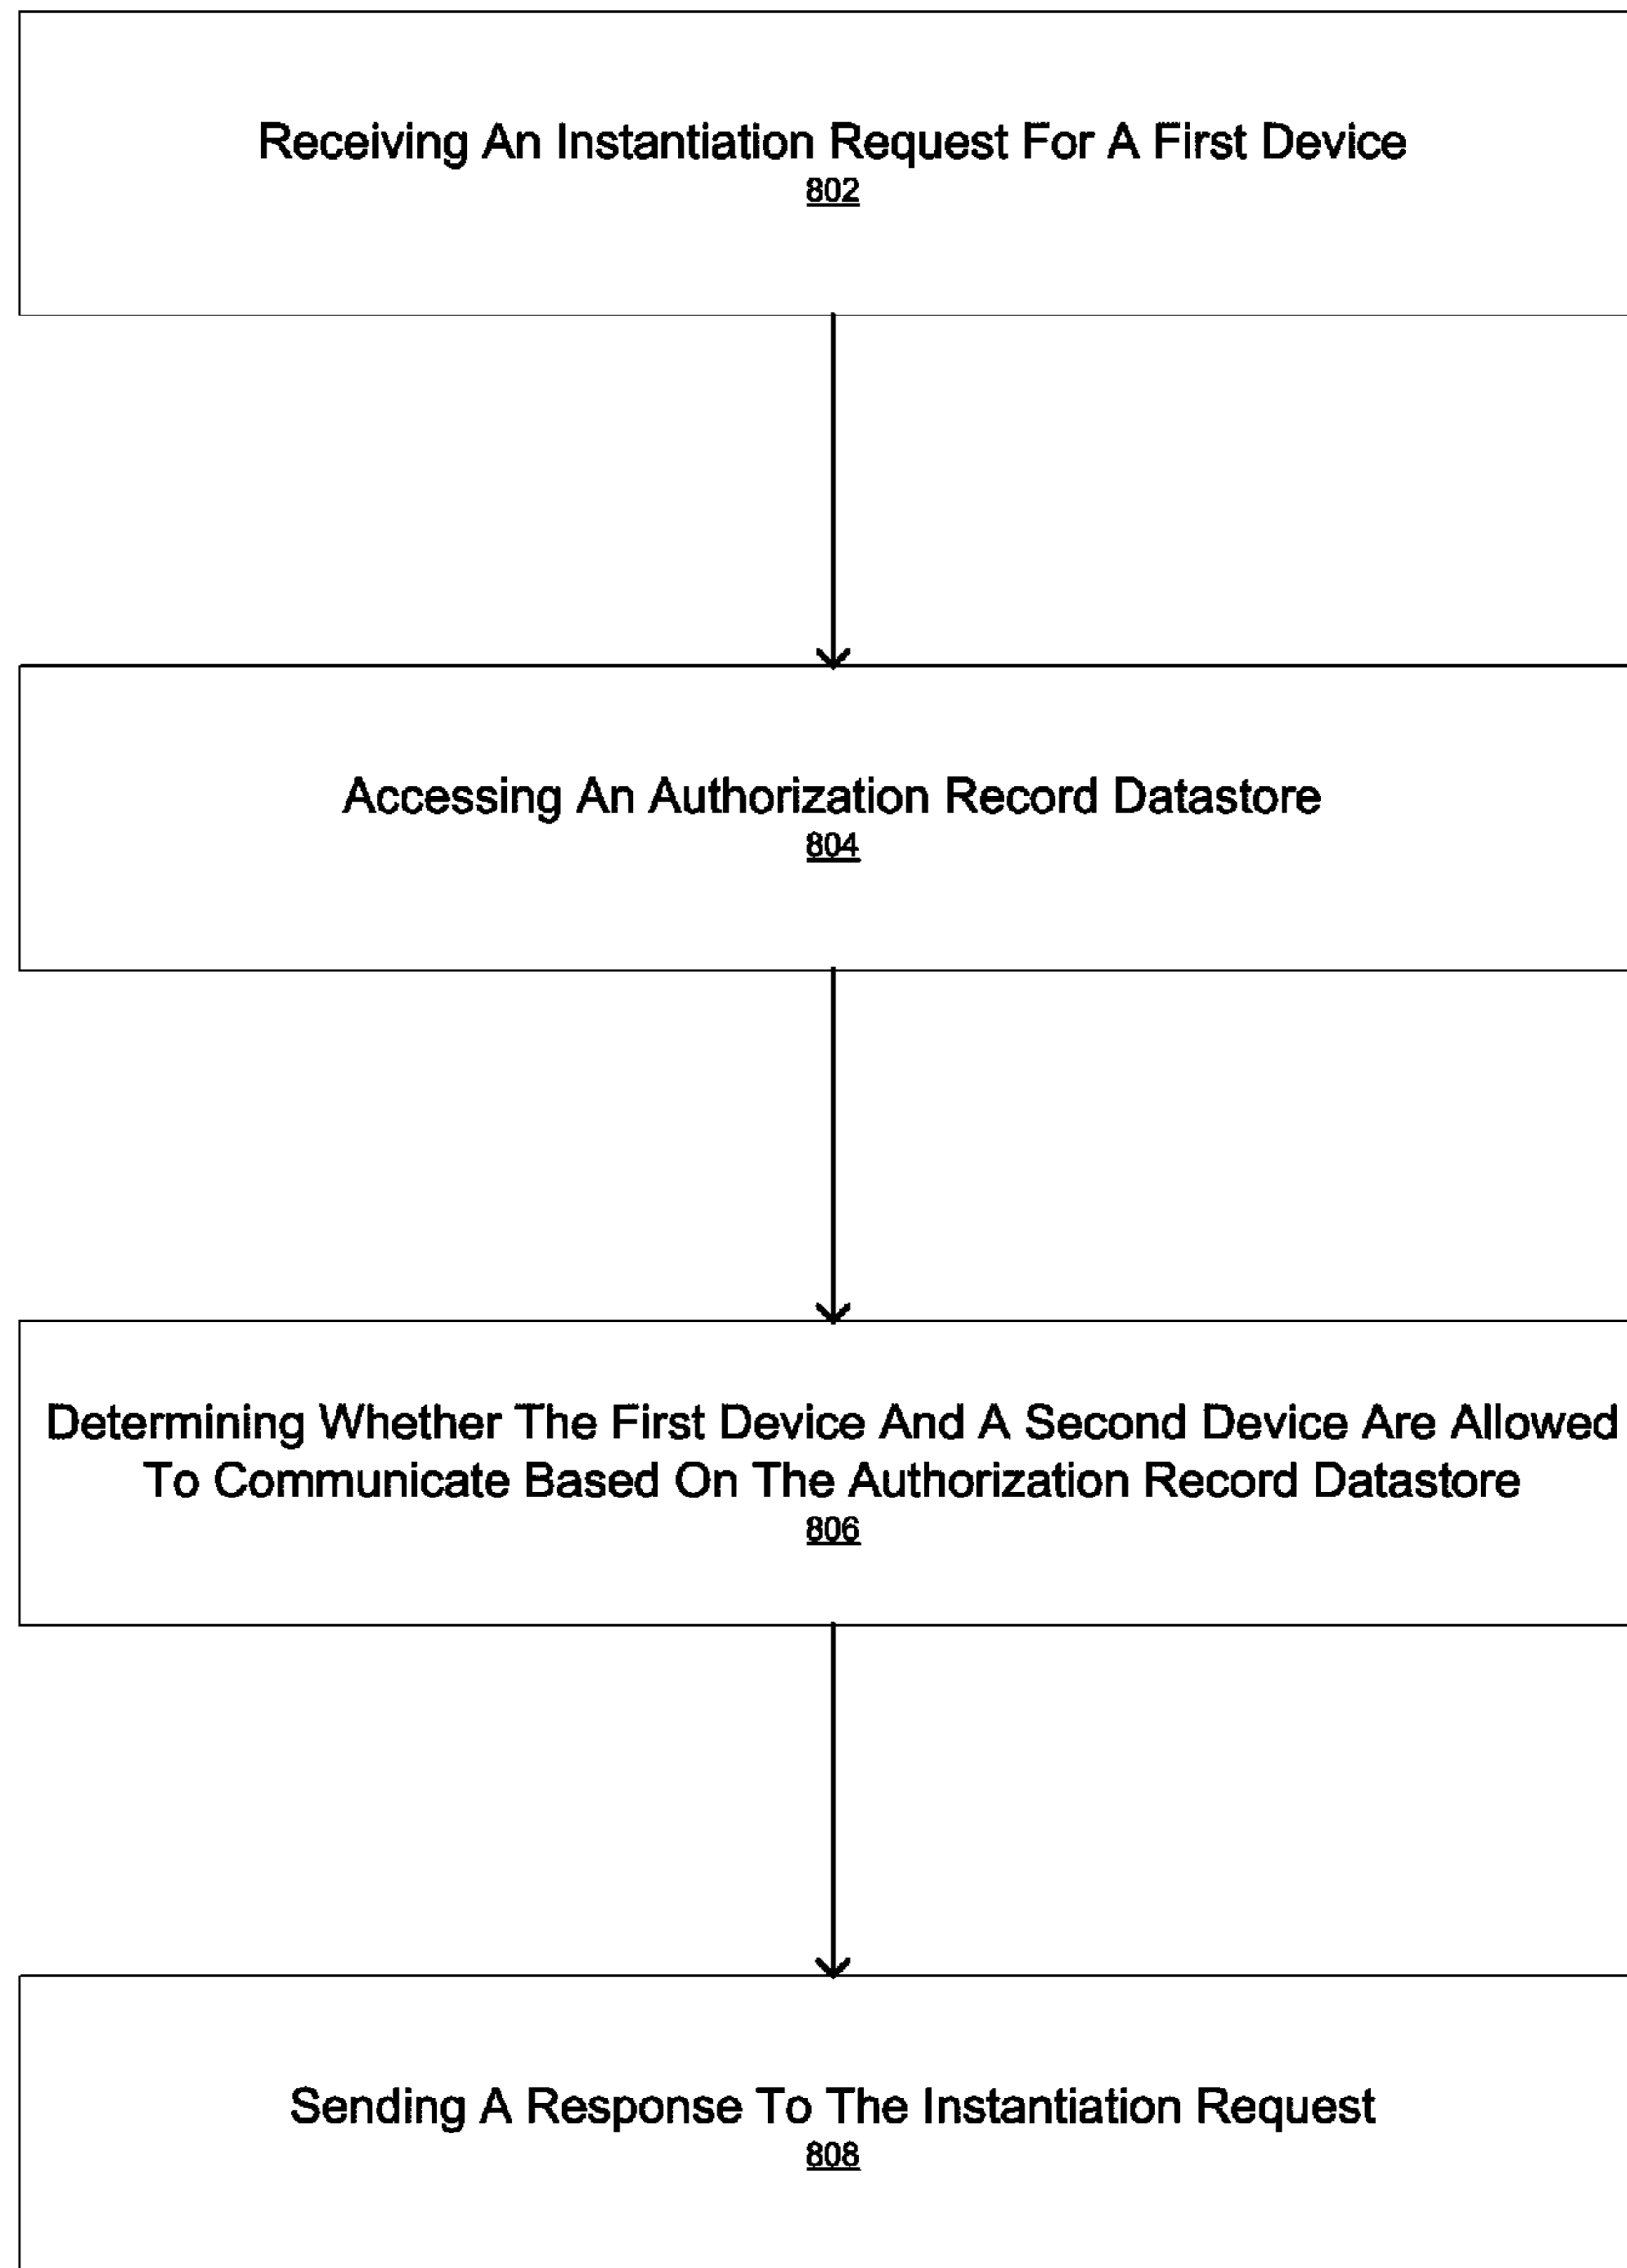 Receiving An Instantiation Request For A First Device
802
Accessing An Authorization Record Datastore
804
Determining Whether The First Device And A Second Device Are Allowed
To Communicate Based On The Authorization Record Datastore
806
Sending A Response To The Instantiation Request
808